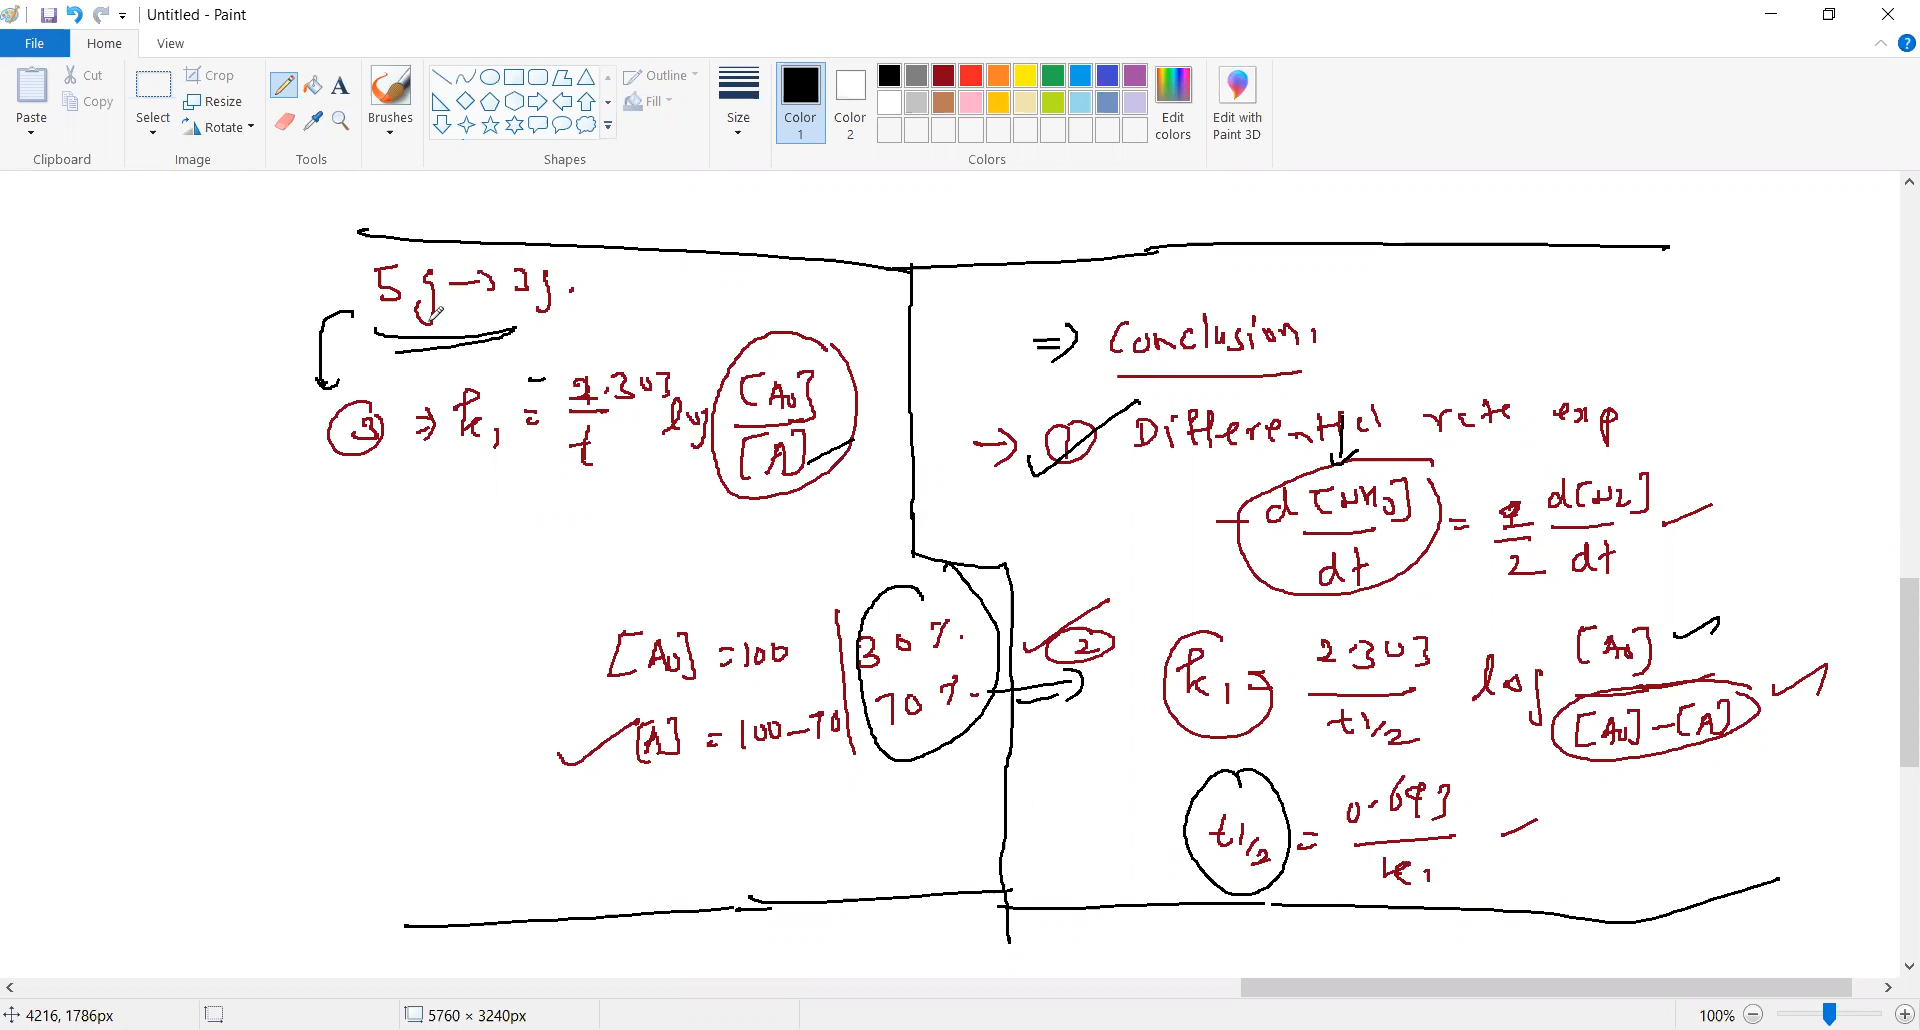 Untitled - Paint
File
Home
View
Paste
Cut
Copy
Clipboard
Select
Crop
Resize
Rotate
Image
Tools
Brushes
Shapes
Outline
Fill
Size
Color 1
Color 2
Edit colors
Colors
Edit with Paint 3D
5g → 3g.
③ ⇒ k₁ = 2.303/t log [A₀]/[A]
[A₀] = 100 | 30 %.
[A] = 100-70 | 70 %.
⇒ Conclusion,
→ ① Differential rate exp
- d[NH₃]/dt = 1/2 d[N₂]/dt
② k₁ = 2.303/t1/2 log [A₀]/[A₀]-[A]
t1/2 = 0.693/k₁
4216, 1786px
5760 × 3240px
100%